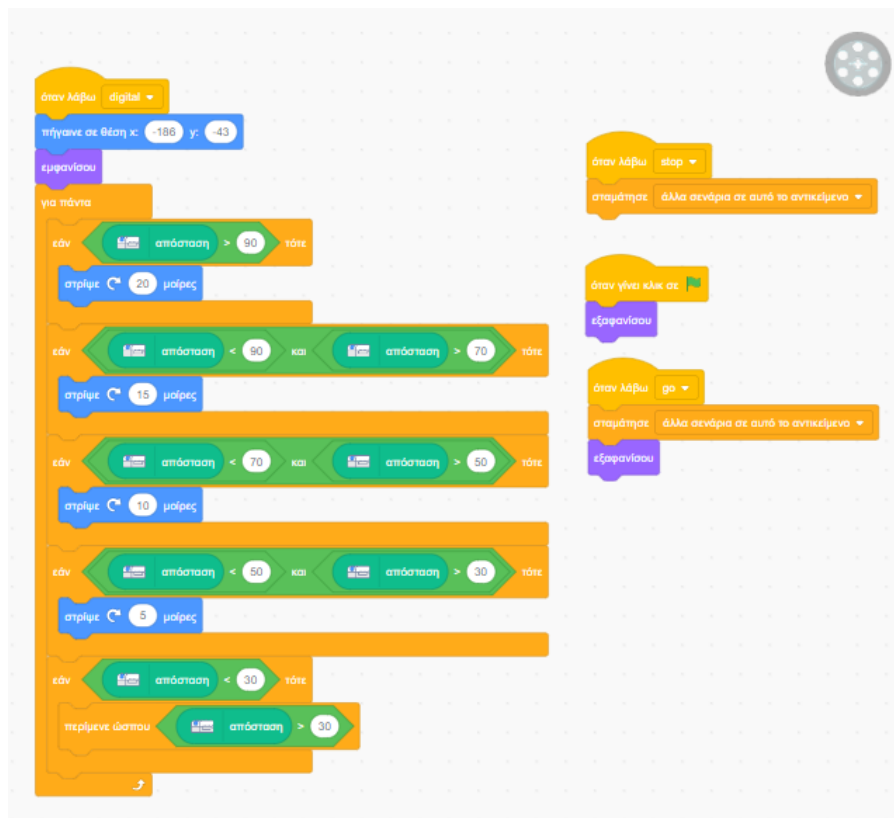 όταν λάβω digital
πήγαινε σε θέση x: -186 y: -43
εμφανίσου
για πάντα
εάν απόσταση > 90 τότε
στρίψε 20 μοίρες
εάν απόσταση < 90 και απόσταση > 70 τότε
στρίψε 15 μοίρες
εάν απόσταση < 70 και απόσταση > 50 τότε
στρίψε 10 μοίρες
εάν απόσταση < 50 και απόσταση > 30 τότε
στρίψε 5 μοίρες
εάν απόσταση < 30 τότε
περίμενε ώσπου απόσταση > 30
όταν λάβω stop
σταμάτησε άλλα σενάρια σε αυτό το αντικείμενο
όταν γίνει κλικ σε
εξαφανίσου
όταν λάβω go
σταμάτησε άλλα σενάρια σε αυτό το αντικείμενο
εξαφανίσου